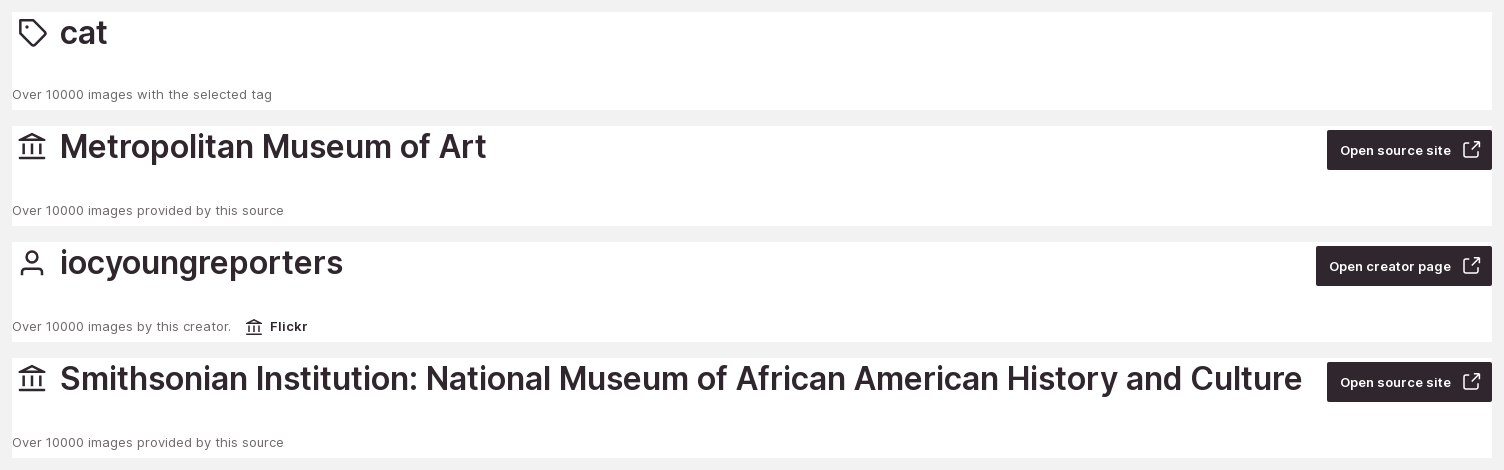 cat
Over 10000 images with the selected tag
Metropolitan Museum of Art
Open source site
Over 10000 images provided by this source
iocyoungreporters
Open creator page
Over 10000 images by this creator. Flickr
Smithsonian Institution: National Museum of African American History and Culture
Open source site
Over 10000 images provided by this source